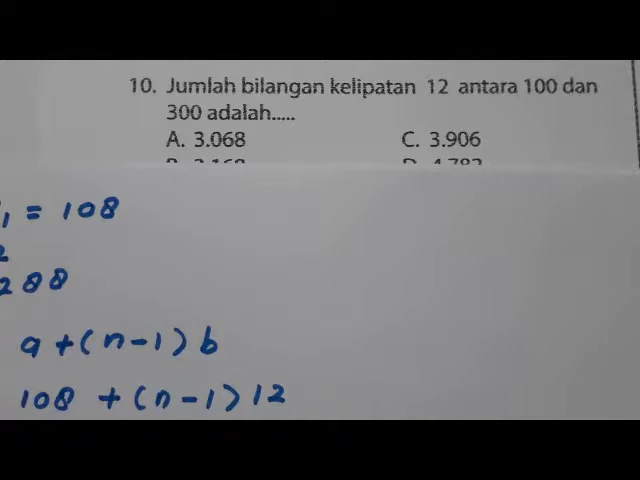 10. Jumlah bilangan kelipatan 12 antara 100 dan
300 adalah.....
A. 3.068 C. 3.906
1 = 108
288
a + (n - 1) b
108 + (n - 1) 12